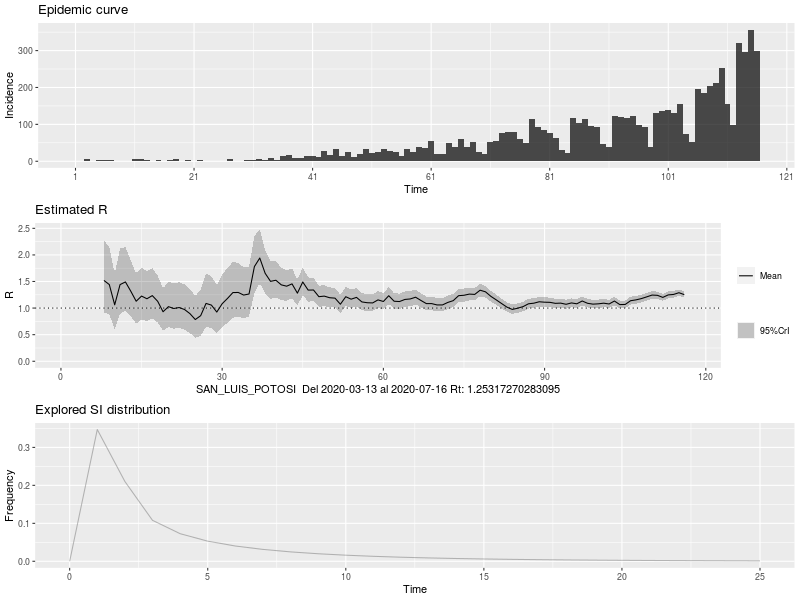 Epidemic curve
300
200
100
0
Incidence
1 21 41 61 81 101 121
Time
Estimated R
2.5
2.0
1.5
1.0
0.5
0.0
R
Mean
95%CrI
0 30 60 90 120
SAN_LUIS_POTOSI Del 2020-03-13 al 2020-07-16 Rt: 1.25317270283095
Explored SI distribution
0.3
0.2
0.1
0.0
Frequency
0 5 10 15 20 25
Time